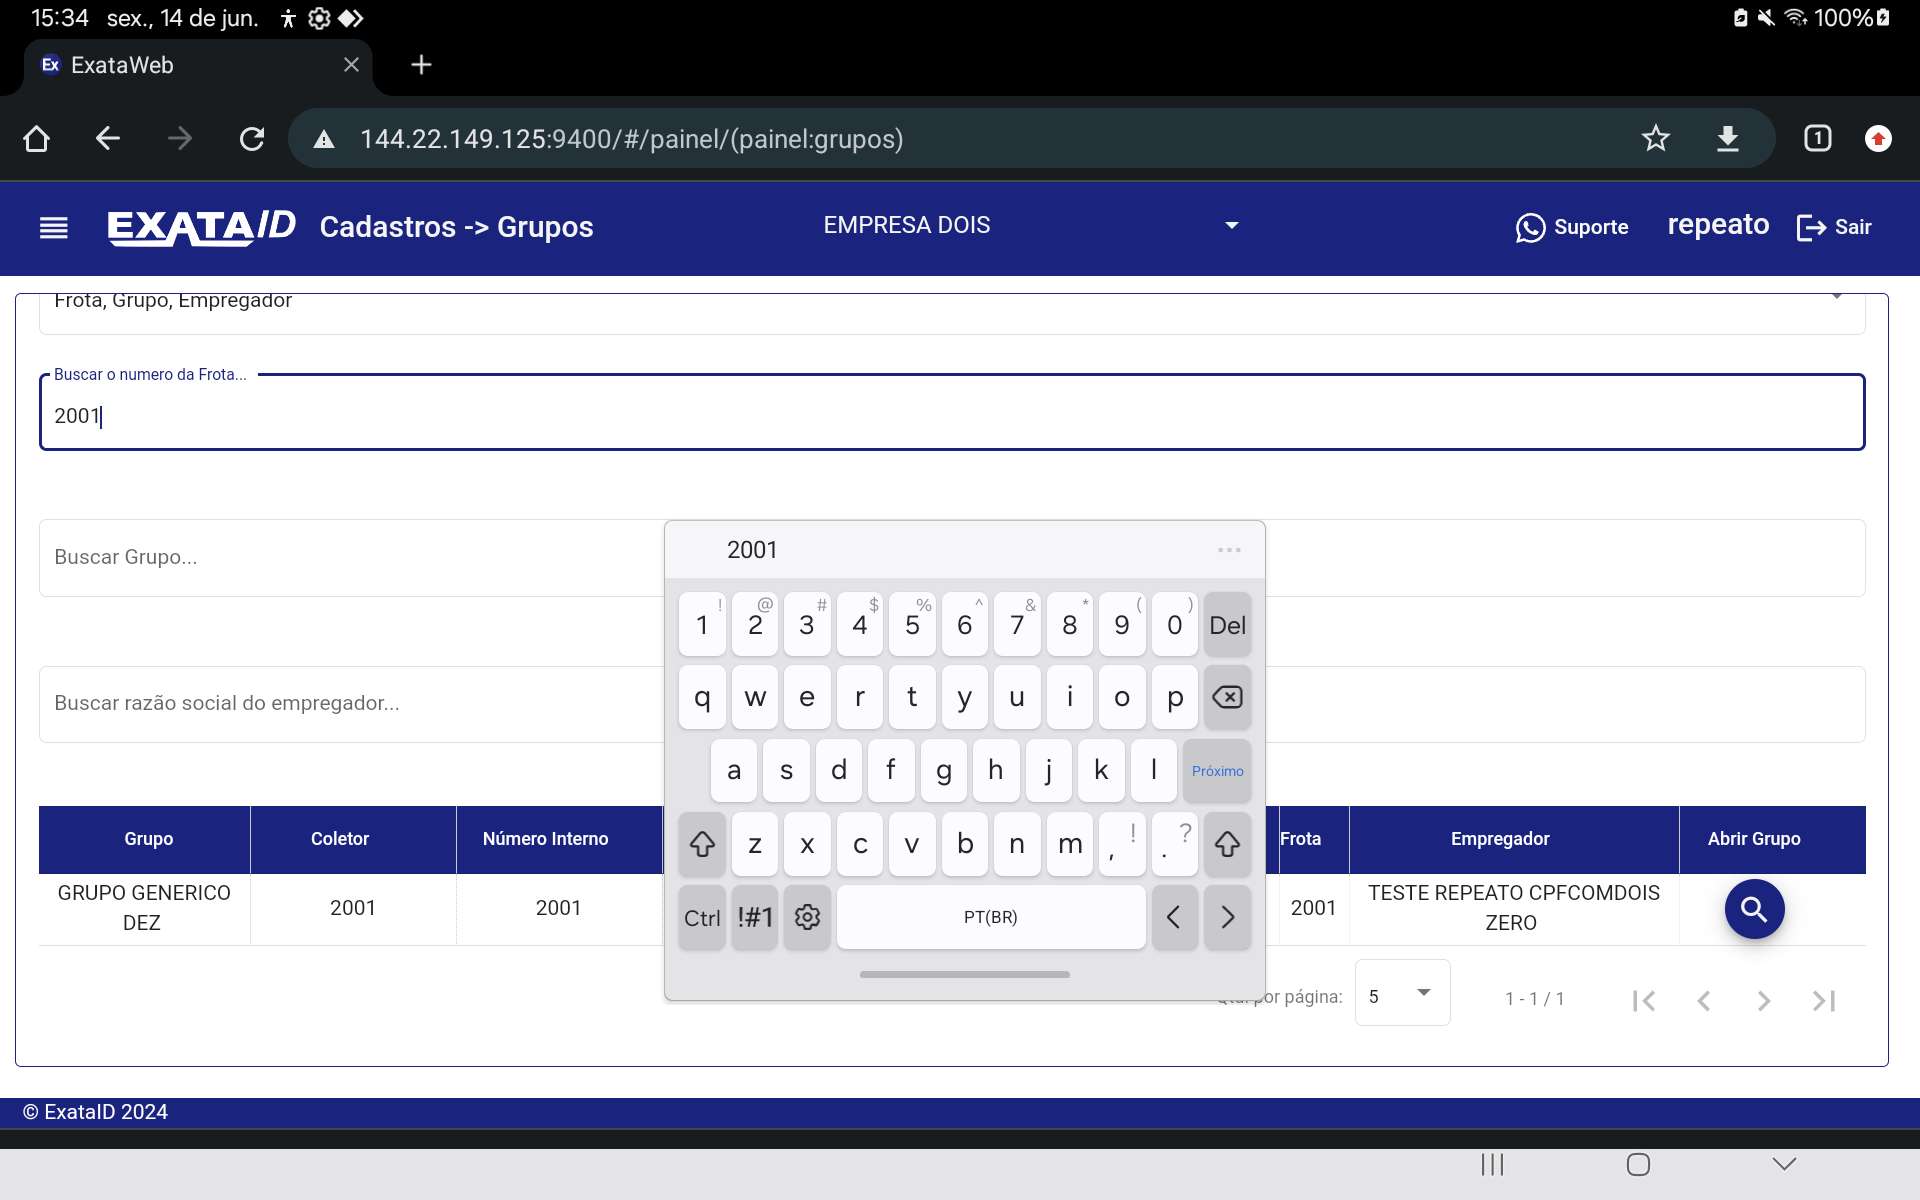 15:34 sex., 14 de jun. 100%
Ex ExataWeb
144.22.149.125:9400/#/painel/(painel:grupos) 1
EXATA/D Cadastros -> Grupos EMPRESA DOIS Suporte repeato Sair
Frota, Grupo, Empregador
Buscar o numero da Frota...
2001
Buscar Grupo...
Buscar razão social do empregador...
2001 ...
! @ # $ % ^ & * ( )
1 2 3 4 5 6 7 8 9 0 Del
q w e r t y u i o p
a s d f g h j k l Próximo
z x c v b n m , ! . ?
Ctrl !#1 PT(BR)
Grupo Coletor Número Interno Frota Empregador Abrir Grupo
GRUPO GENERICO DEZ 2001 2001 2001 TESTE REPEATO CPFCOMDOIS ZERO
por página: 5 1 - 1 / 1
© ExataID 2024